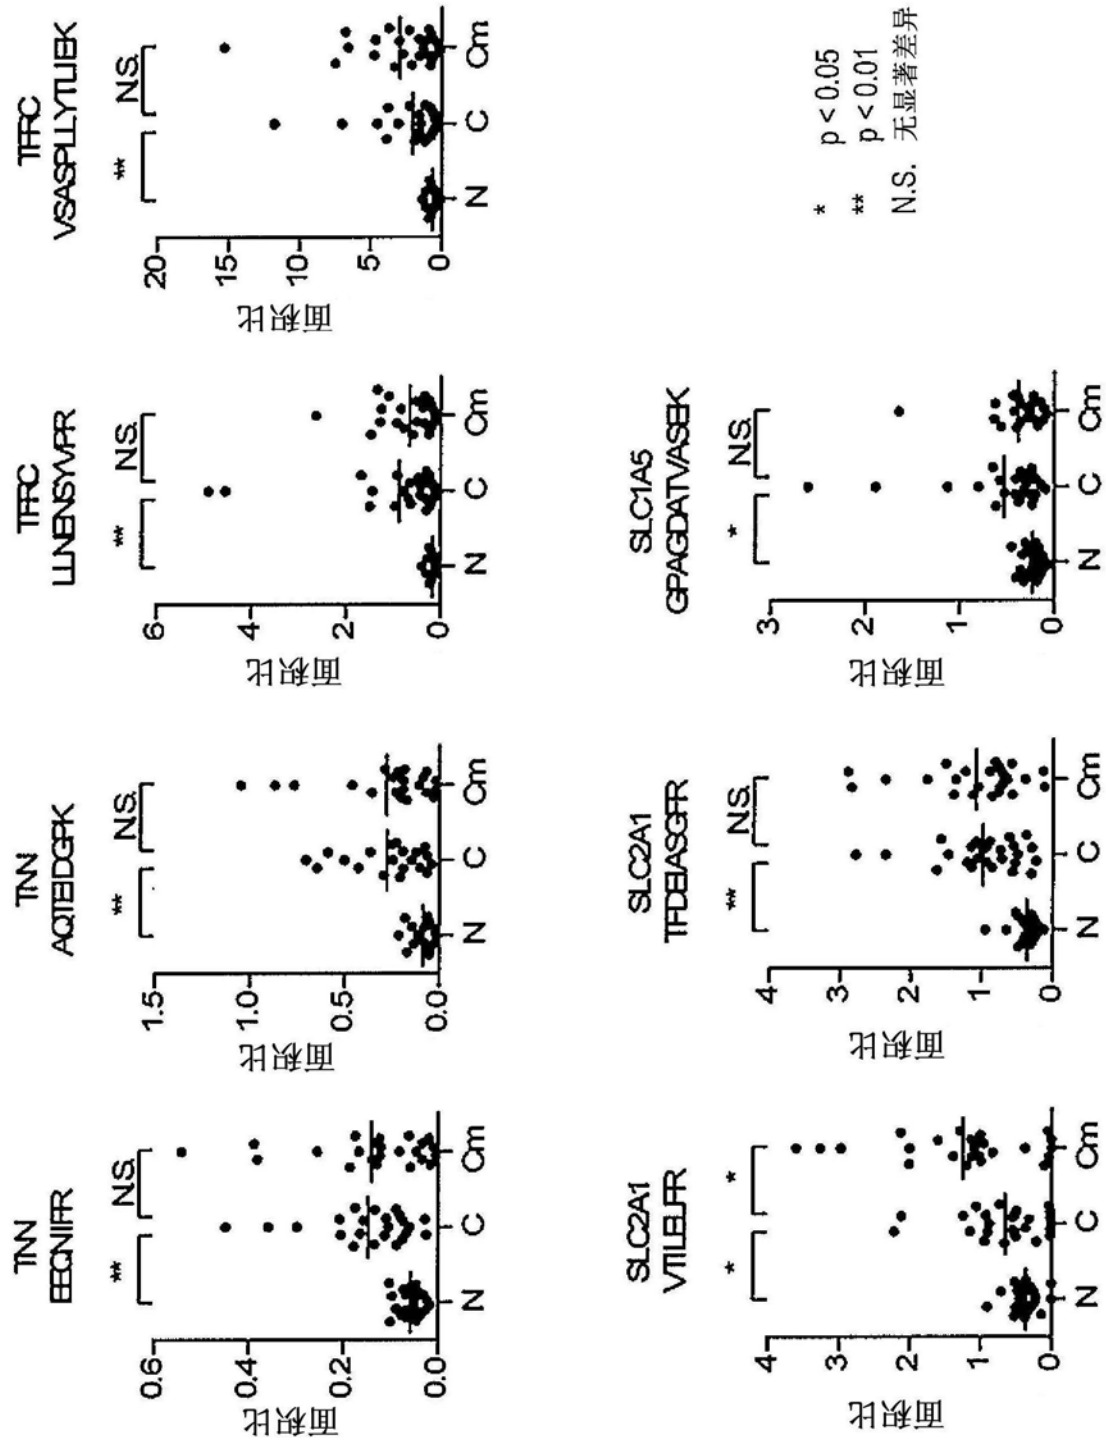 TNN
EEQNIFR
** N.S.
0.6
0.4
0.2
0.0
面积比
N C Cm
TNN
AQTEIDGPK
** N.S.
1.5
1.0
0.5
0.0
面积比
N C Cm
TFRC
LLNENSYVPR
** N.S.
6
4
2
0
面积比
N C Cm
TFRC
VSASPLLYTLIEK
** N.S.
20
15
10
5
0
面积比
N C Cm
SLC2A1
VTILELFR
* *
4
3
2
1
0
面积比
N C Cm
SLC2A1
TFDEIASGFR
** N.S.
4
3
2
1
0
面积比
N C Cm
SLC1A5
GPAGDATVASEK
* N.S.
3
2
1
0
面积比
N C Cm
* p < 0.05
** p < 0.01
N.S. 无显著差异